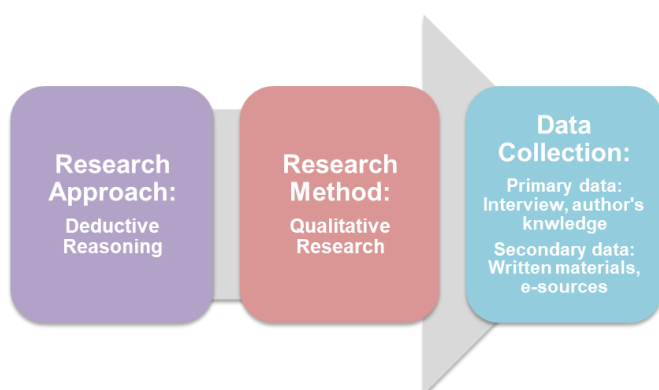 Research
Approach:
Deductive
Reasoning
Research
Method:
Qualitative
Research
Data
Collection:
Primary data:
Interview, author's
knwledge
Secondary data:
Written materials,
e-sources